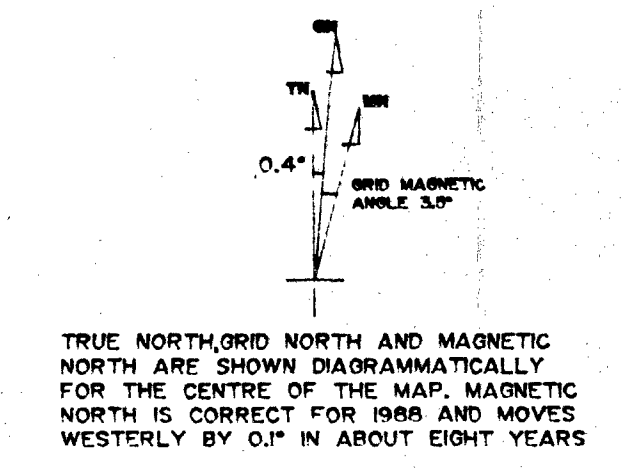 GN
TN
MN
0.4°
GRID MAGNETIC
ANGLE 3.5°
TRUE NORTH,GRID NORTH AND MAGNETIC
NORTH ARE SHOWN DIAGRAMMATICALLY
FOR THE CENTRE OF THE MAP. MAGNETIC
NORTH IS CORRECT FOR 1988 AND MOVES
WESTERLY BY 0.1° IN ABOUT EIGHT YEARS